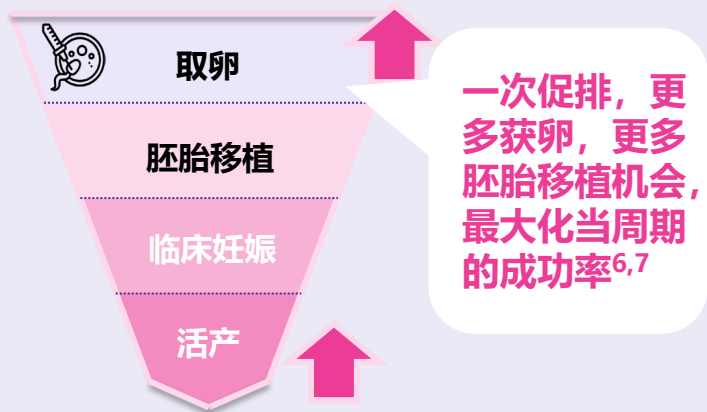 取卵
胚胎移植
临床妊娠
活产
一次促排，更
多获卵，更多
胚胎移植机会，
最大化当周期
的成功率6,7